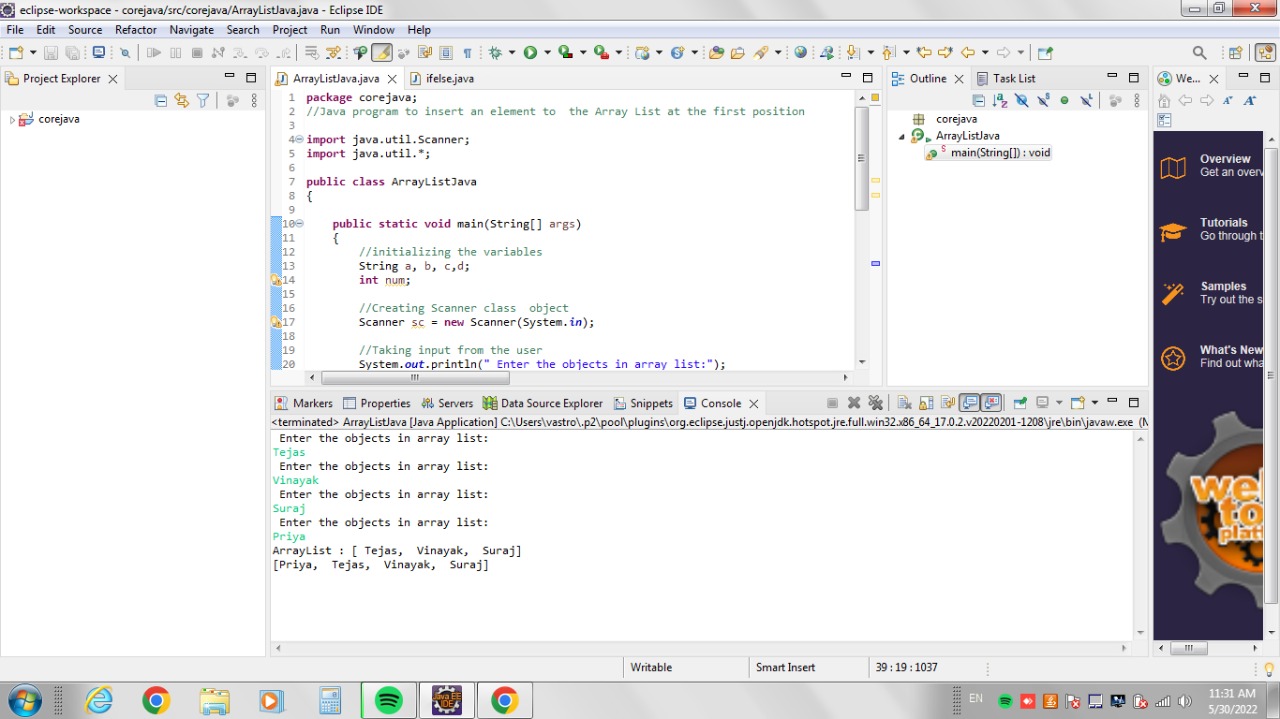 eclipse-workspace - corejava/src/corejava/ArrayListJava.java - Eclipse IDE
File Edit Source Refactor Navigate Search Project Run Window Help
Project Explorer
corejava
ArrayListJava.java ifelse.java
1 package corejava;
2 //Java program to insert an element to  the Array List at the first position
3
4 import java.util.Scanner;
5 import java.util.*;
6
7 public class ArrayListJava
8 {
9
10 public static void main(String[] args)
11 {
12 //initializing the variables
13 String a, b, c,d;
14 int num;
15
16 //Creating Scanner class  object
17 Scanner sc = new Scanner(System.in);
18
19 //Taking input from the user
20 System.out.println(" Enter the objects in array list:");
Outline Task List
corejava
ArrayListJava
main(String[]) : void
We...
Overview
Get an overv
Tutorials
Go through t
Samples
Try out the s
What's New
Find out wha
Markers Properties Servers Data Source Explorer Snippets Console
<terminated> ArrayListJava [Java Application] C:\Users\vastro\.p2\pool\plugins\org.eclipse.justj.openjdk.hotspot.jre.full.win32.x86_64_17.0.2.v20220201-1208\jre\bin\javaw.exe (M
Enter the objects in array list:
Tejas
Enter the objects in array list:
Vinayak
Enter the objects in array list:
Suraj
Enter the objects in array list:
Priya
ArrayList : [ Tejas,  Vinayak,  Suraj]
[Priya,  Tejas,  Vinayak,  Suraj]
Writable Smart Insert 39 : 19 : 1037
Java EE
IDE
EN
11:31 AM
5/30/2022